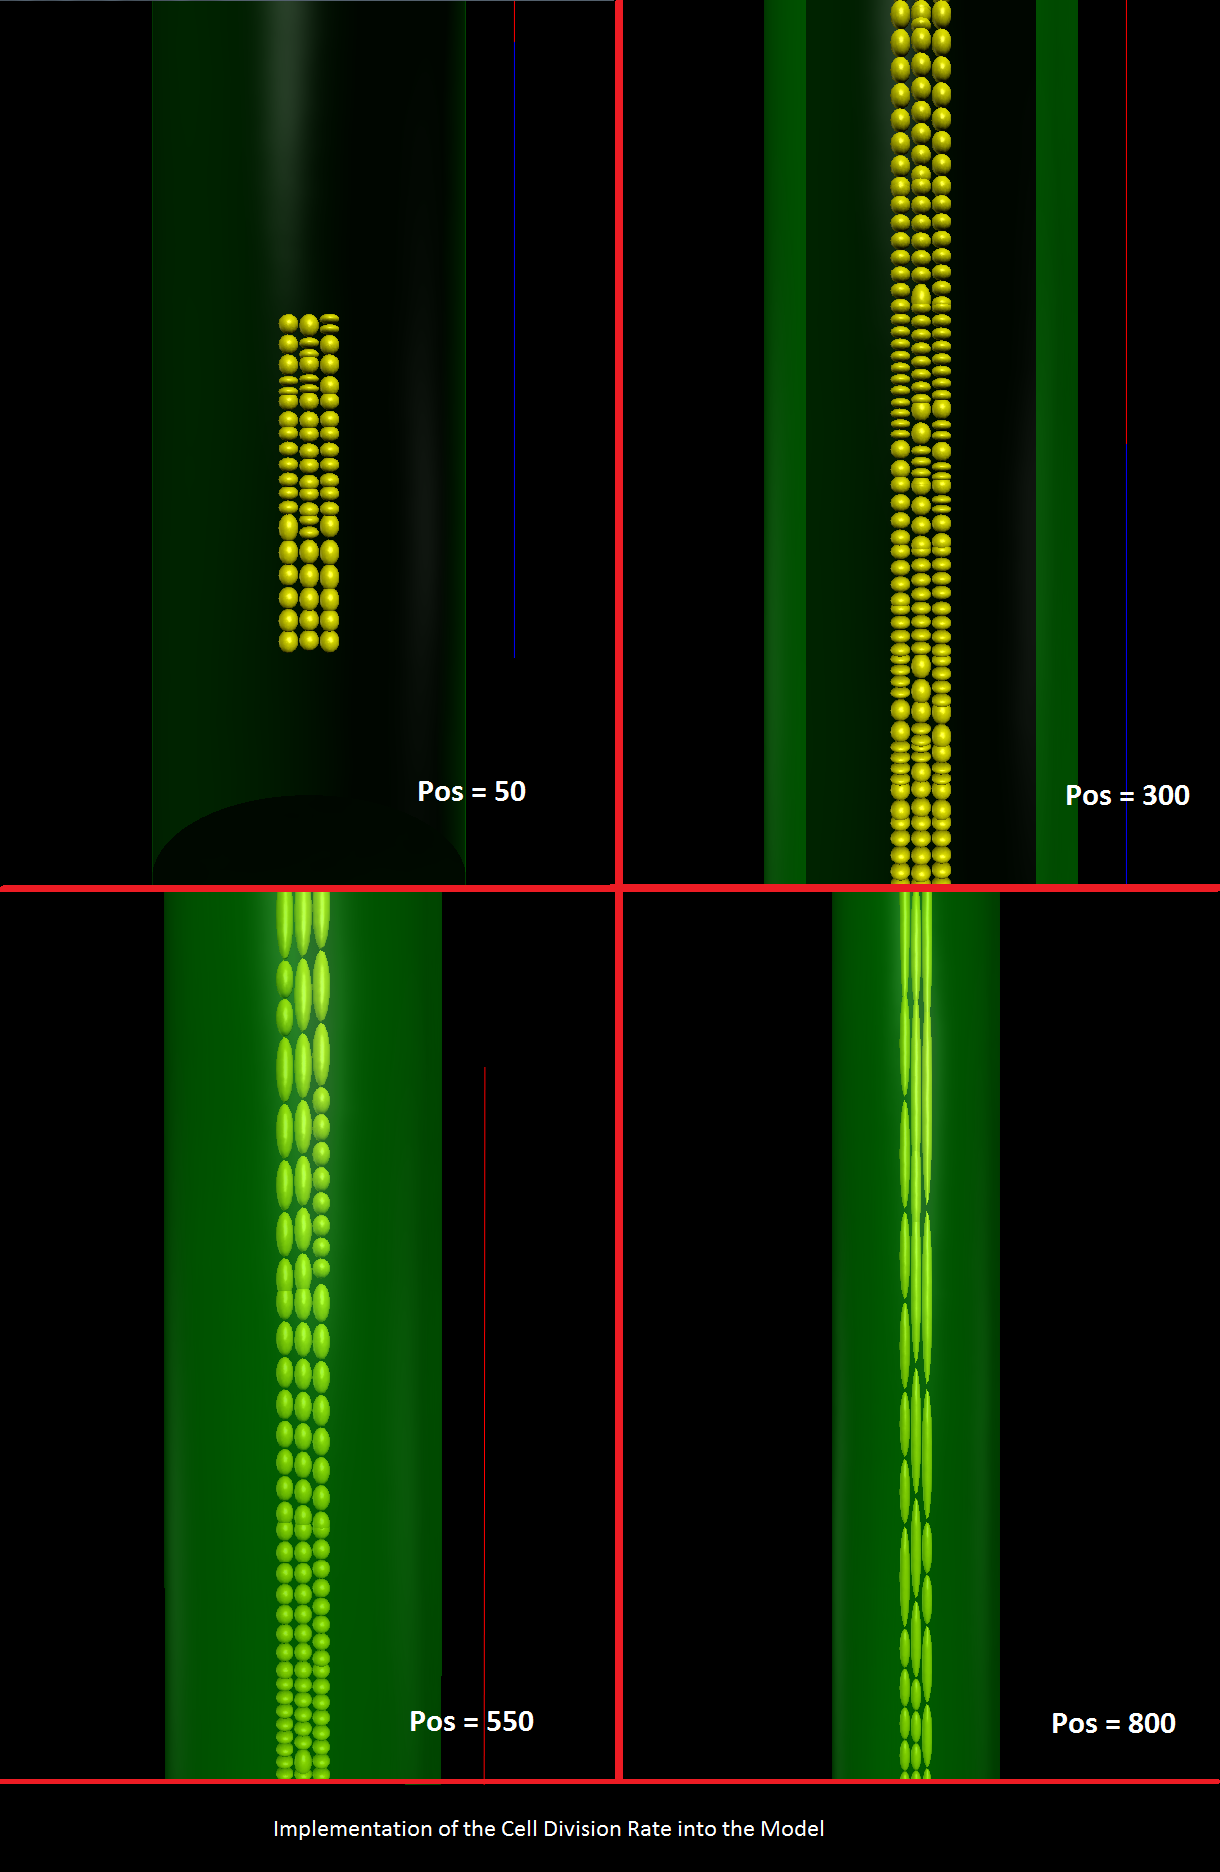 Pos = 50
Pos = 300
Pos = 550
Pos = 800
Implementation of the Cell Division Rate into the Model